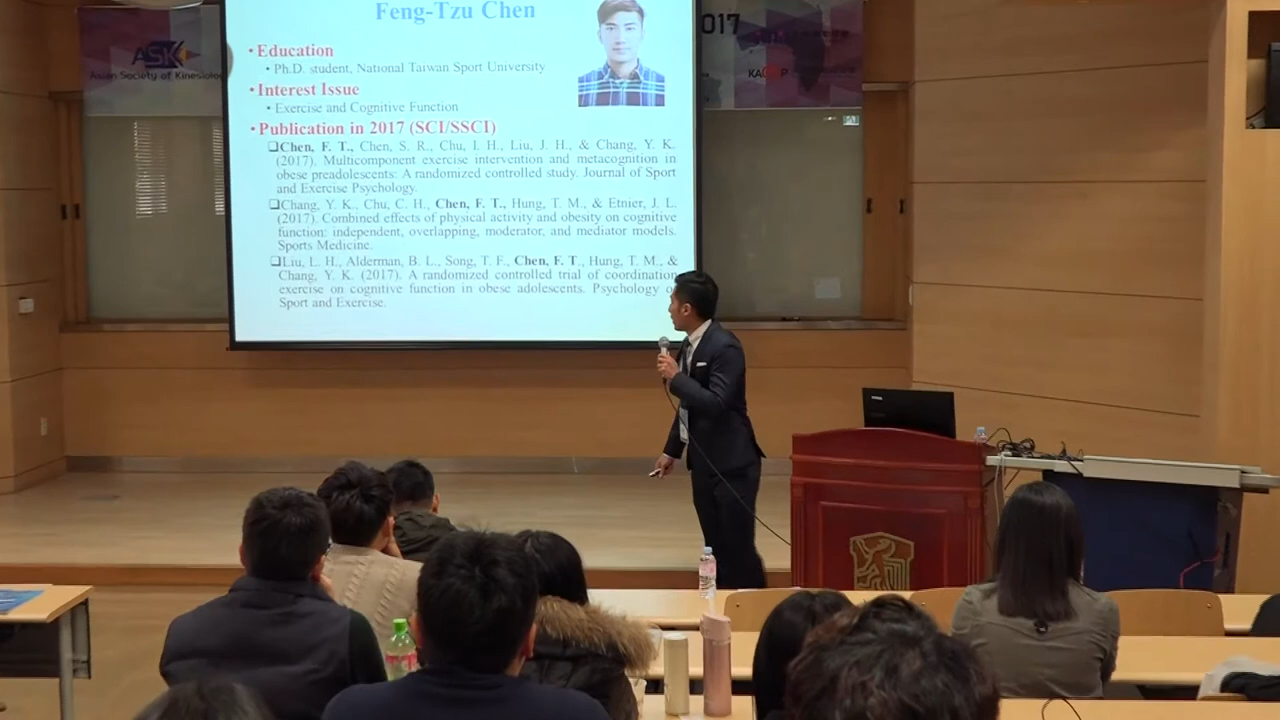 Feng-Tzu Chen
2017
ASK
Asian Society of Kinesiolo
• Education
• Ph.D. student, National Taiwan Sport University
• Interest Issue
• Exercise and Cognitive Function
• Publication in 2017 (SCI/SSCI)
❑Chen, F. T., Chen, S. R., Chu, I. H., Liu, J. H., & Chang, Y. K.
(2017). Multicomponent exercise intervention and metacognition in
obese preadolescents: A randomized controlled study. Journal of Sport
and Exercise Psychology.
❑Chang, Y. K., Chu, C. H., Chen, F. T., Hung, T. M., & Etnier, J. L.
(2017). Combined effects of physical activity and obesity on cognitive
function: independent, overlapping, moderator, and mediator models.
Sports Medicine.
❑Liu, L. H., Alderman, B. L., Song, T. F., Chen, F. T., Hung, T. M., &
Chang, Y. K. (2017). A randomized controlled trial of coordination
exercise on cognitive function in obese adolescents. Psychology o
Sport and Exercise.